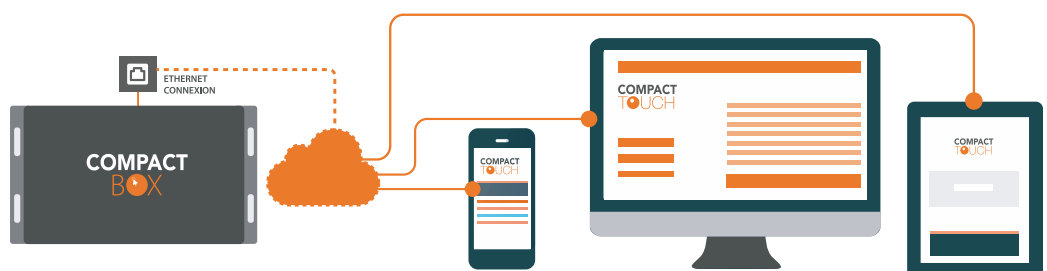 ETHERNET
CONNEXION
COMPACT
BOX
COMPACT
TOUCH
COMPACT
TOUCH
COMPACT
TOUCH